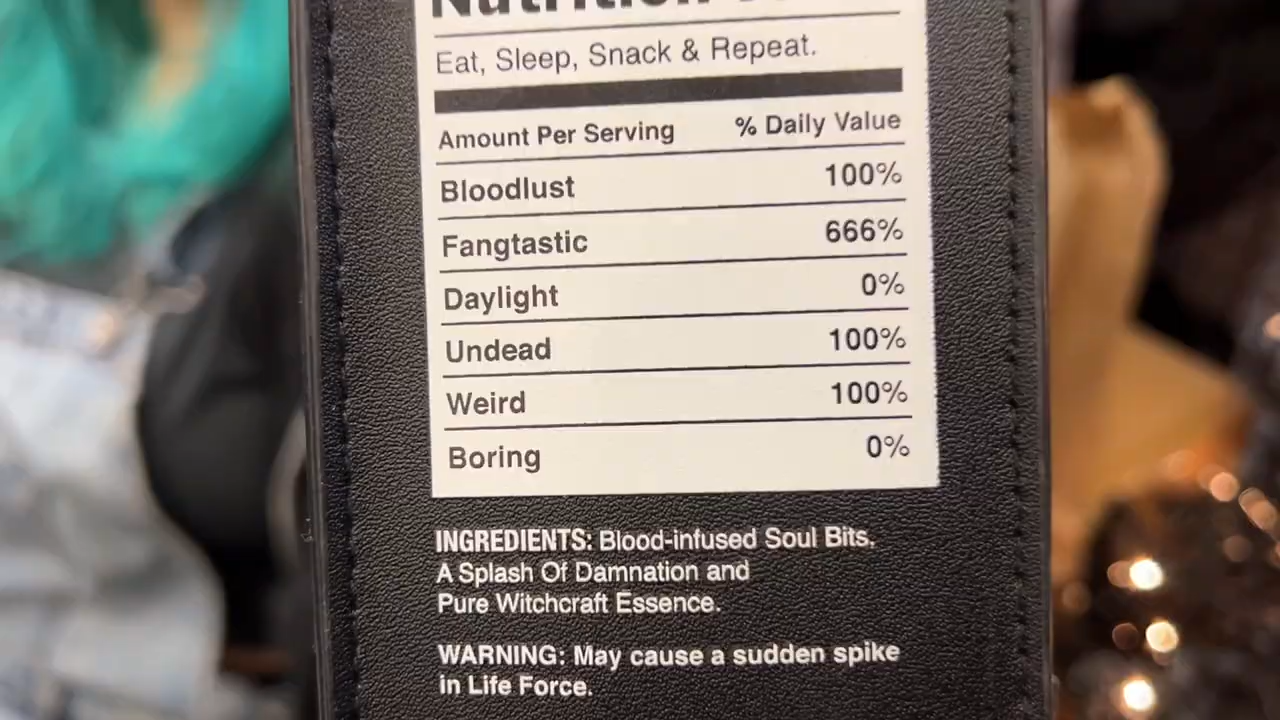 Nutrition
Eat, Sleep, Snack & Repeat.
Amount Per Serving % Daily Value
Bloodlust 100%
Fangtastic 666%
Daylight 0%
Undead 100%
Weird 100%
Boring 0%
INGREDIENTS: Blood-infused Soul Bits,
A Splash Of Damnation and
Pure Witchcraft Essence.
WARNING: May cause a sudden spike
in Life Force.